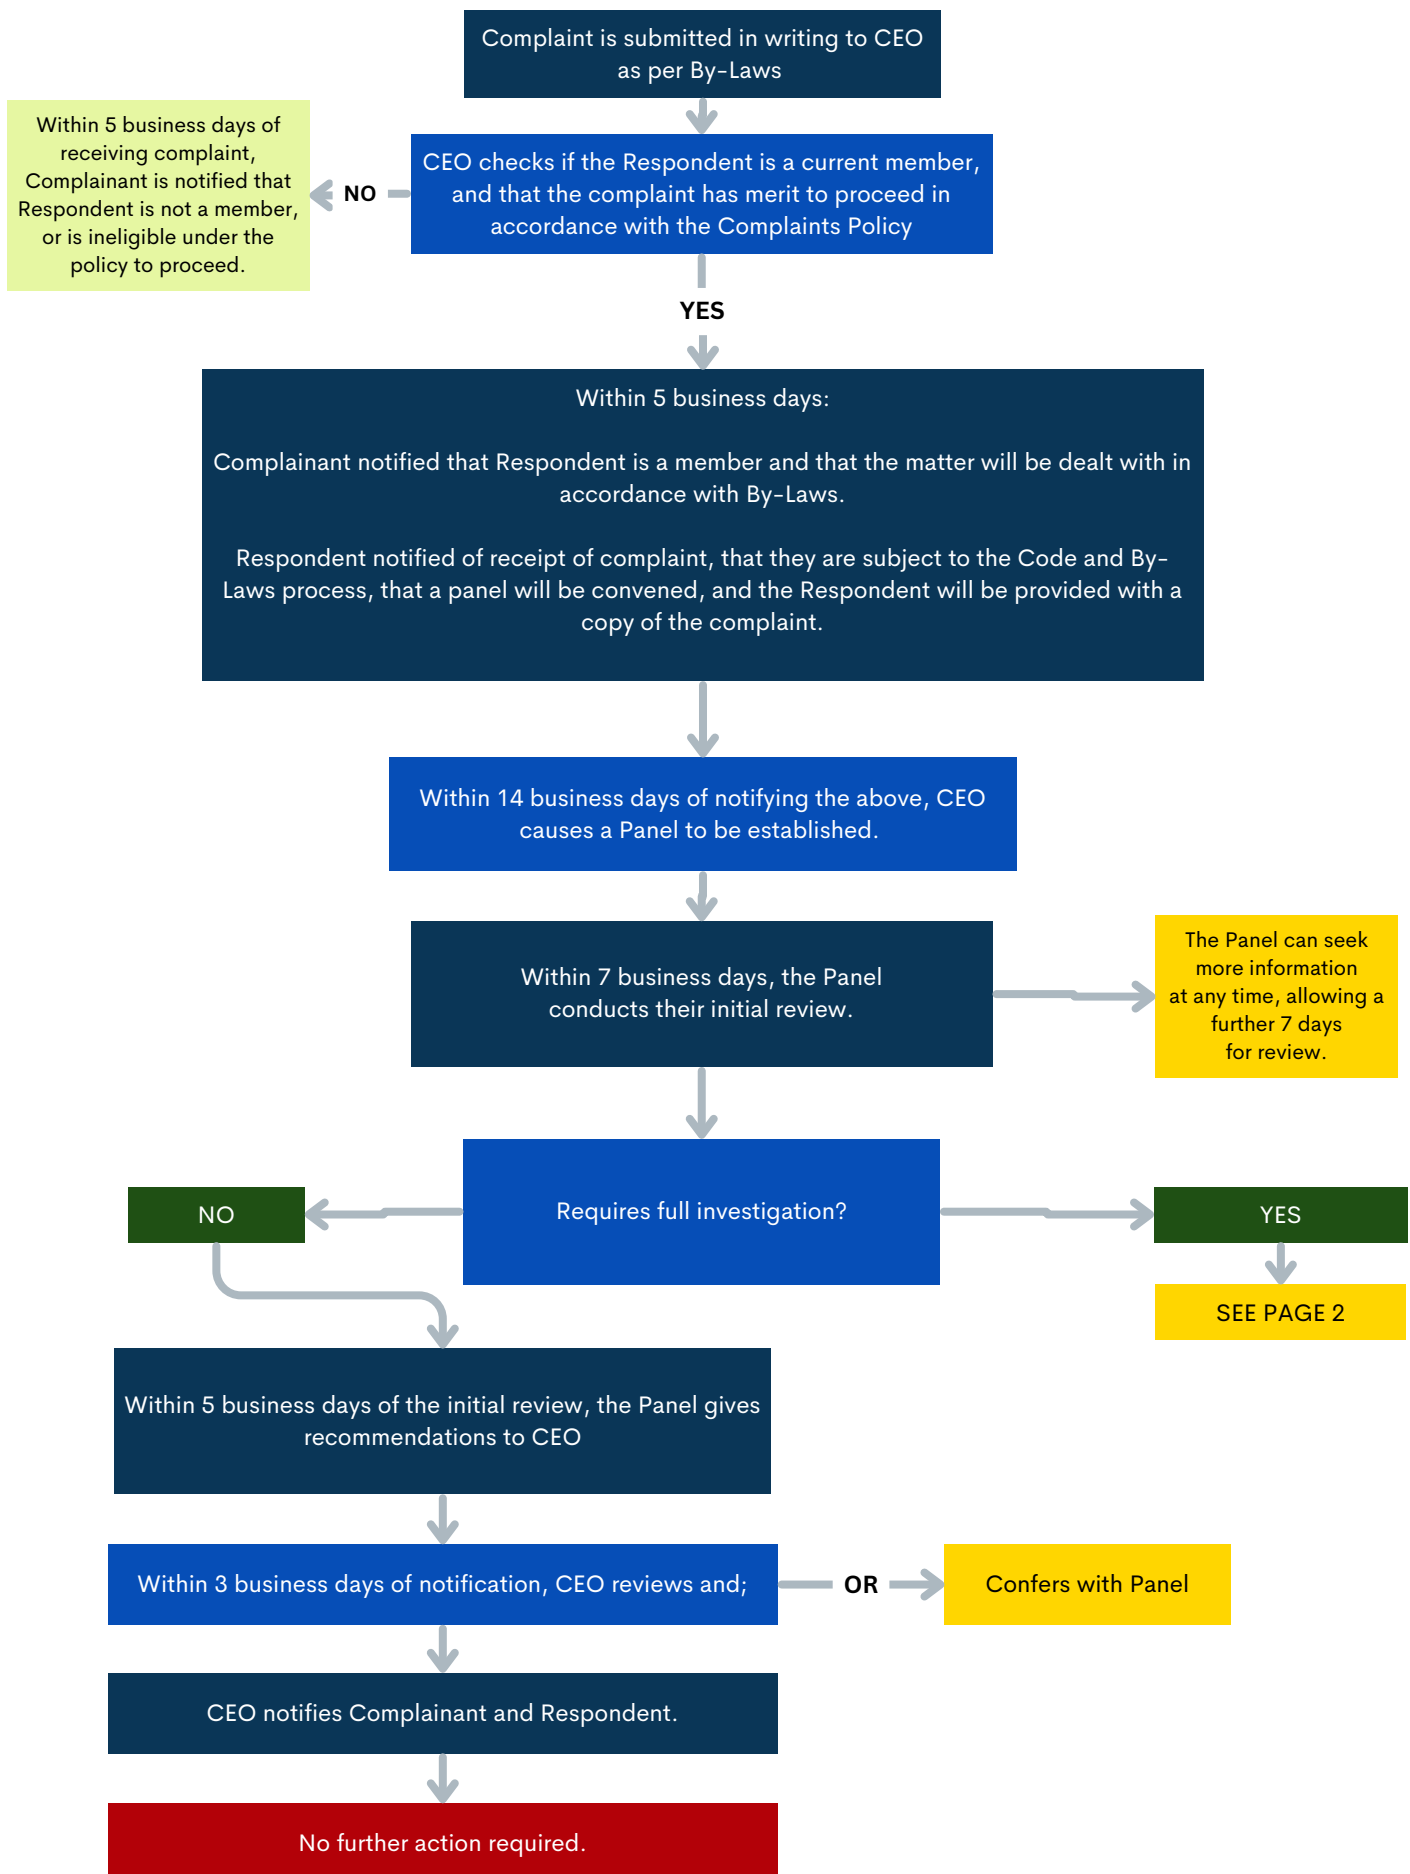 Complaint is submitted in writing to CEO
as per By-Laws
Within 5 business days of
receiving complaint,
Complainant is notified that
Respondent is not a member,
or is ineligible under the
policy to proceed.
NO
CEO checks if the Respondent is a current member,
and that the complaint has merit to proceed in
accordance with the Complaints Policy
YES
Within 5 business days:
Complainant notified that Respondent is a member and that the matter will be dealt with in
accordance with By-Laws.
Respondent notified of receipt of complaint, that they are subject to the Code and By-
Laws process, that a panel will be convened, and the Respondent will be provided with a
copy of the complaint.
Within 14 business days of notifying the above, CEO
causes a Panel to be established.
Within 7 business days, the Panel
conducts their initial review.
The Panel can seek
more information
at any time, allowing a
further 7 days
for review.
Requires full investigation?
NO
YES
SEE PAGE 2
Within 5 business days of the initial review, the Panel gives
recommendations to CEO
Within 3 business days of notification, CEO reviews and;
OR
Confers with Panel
CEO notifies Complainant and Respondent.
No further action required.